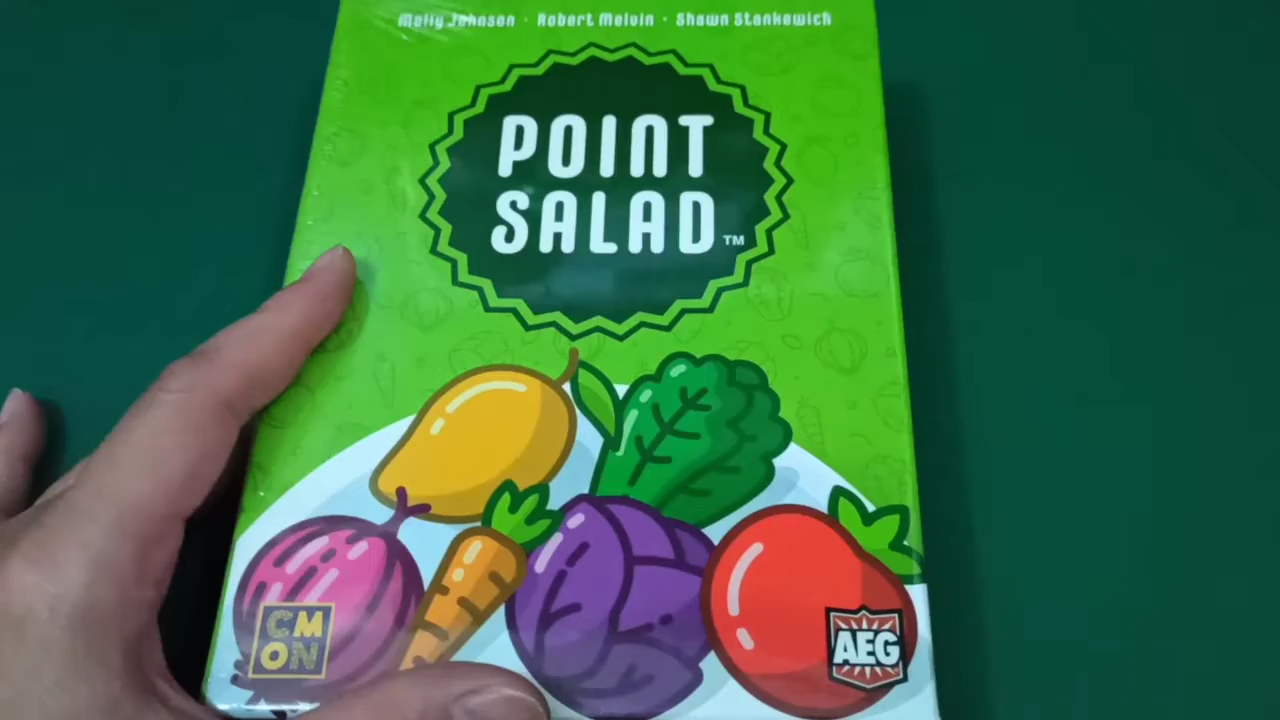 Molly Johnson · Robert Melvin · Shawn Stankewich
POINT
SALAD™
CMON
AEG